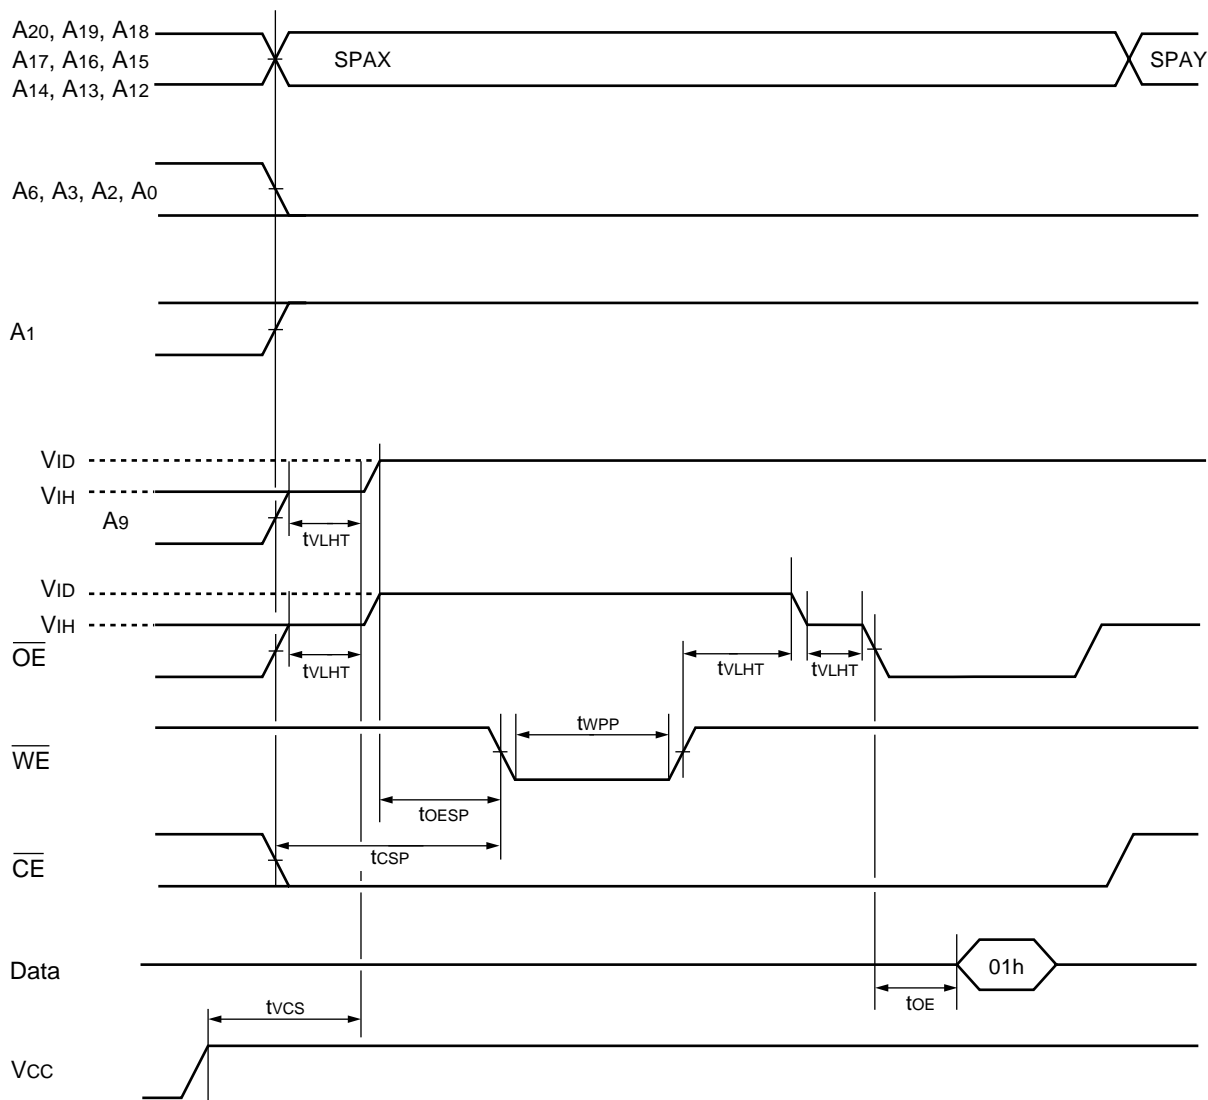 A20, A19, A18
A17, A16, A15
A14, A13, A12
SPAX
SPAY
A6, A3, A2, A0
A1
VID
VIH
A9
tVLHT
VID
VIH
OE
tVLHT
tVLHT
tVLHT
tWPP
WE
tOESP
tCSP
CE
Data
01h
tOE
tVCS
VCC